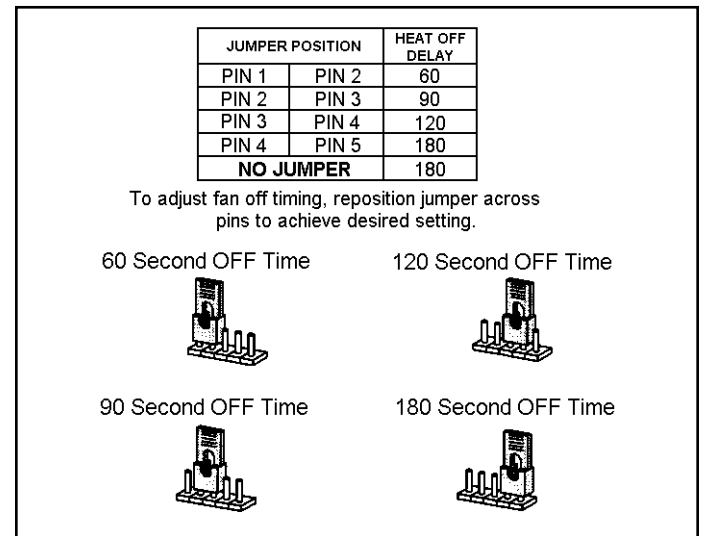 JUMPER POSITION HEAT OFF DELAY
PIN 1 PIN 2 60
PIN 2 PIN 3 90
PIN 3 PIN 4 120
PIN 4 PIN 5 180
NO JUMPER 180
To adjust fan off timing, reposition jumper across
pins to achieve desired setting.
60 Second OFF Time 120 Second OFF Time
90 Second OFF Time 180 Second OFF Time